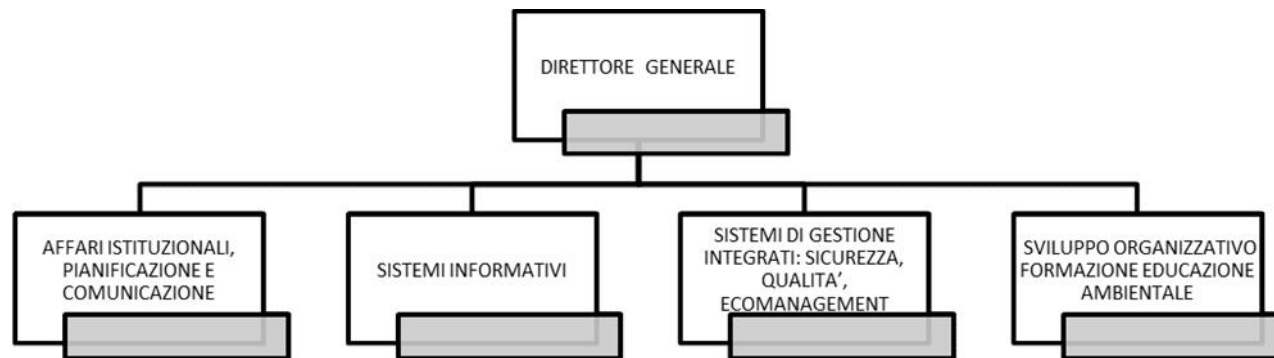 DIRETTORE GENERALE
AFFARI ISTITUZIONALI,
PIANIFICAZIONE E
COMUNICAZIONE
SISTEMI INFORMATIVI
SISTEMI DI GESTIONE
INTEGRATI: SICUREZZA,
QUALITA’,
ECOMANAGEMENT
SVILUPPO ORGANIZZATIVO
FORMAZIONE EDUCAZIONE
AMBIENTALE